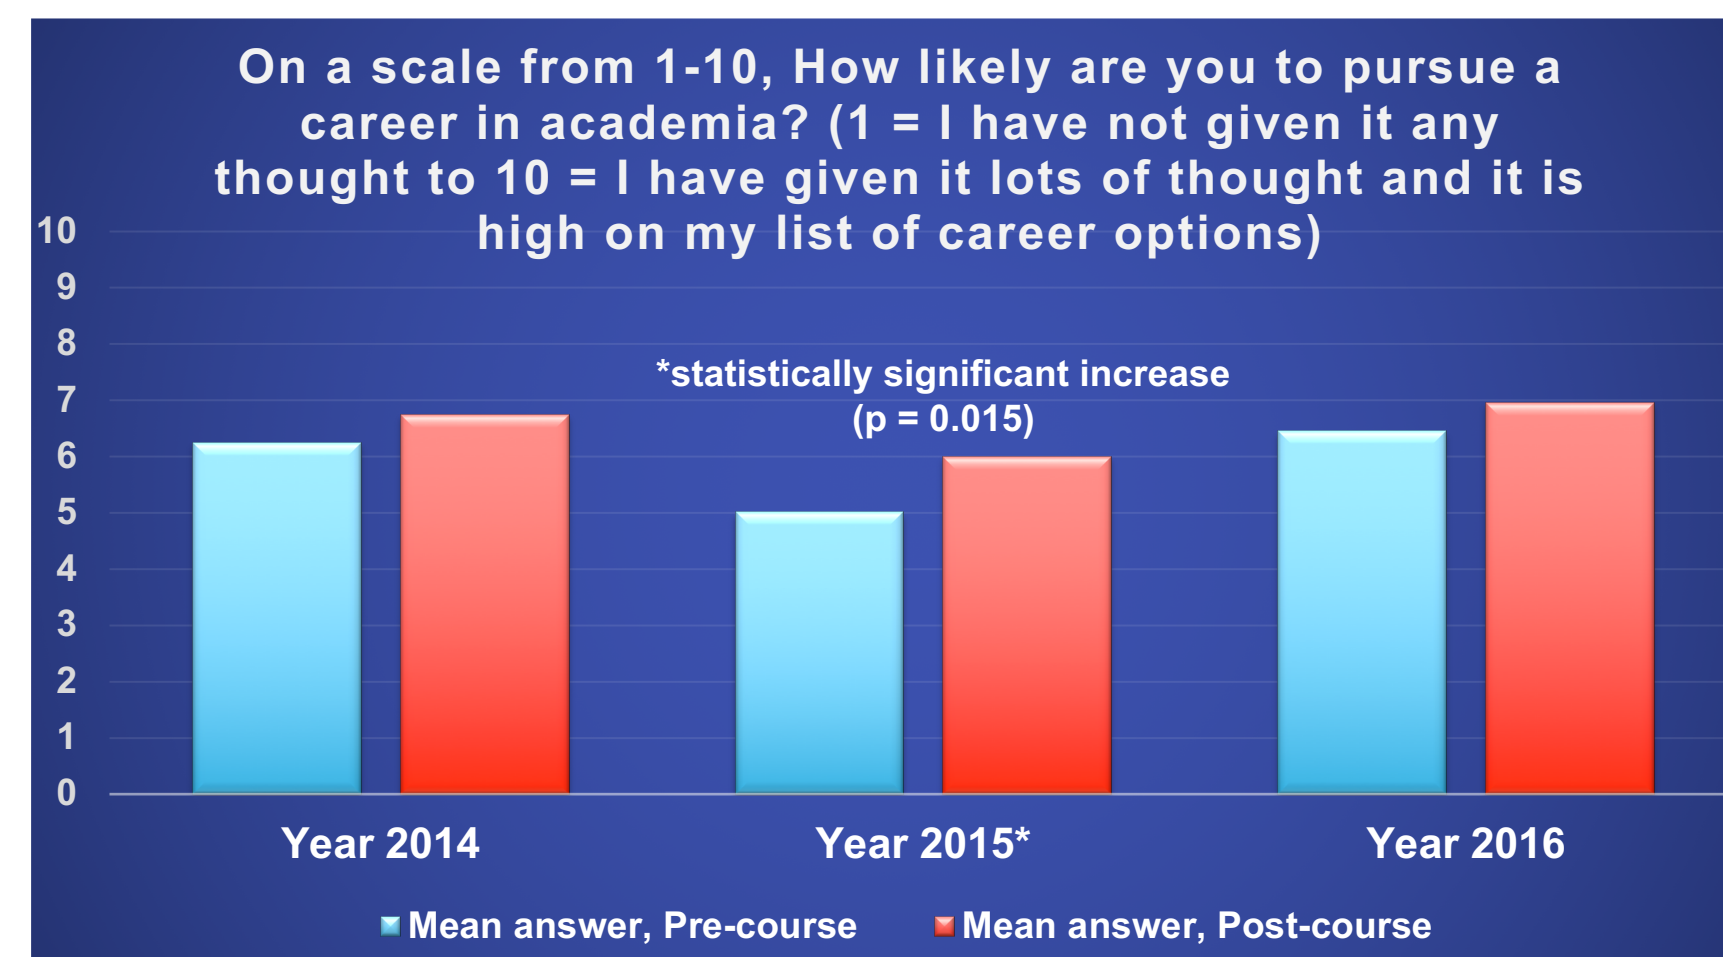 On a scale from 1-10, How likely are you to pursue a
career in academia? (1 = I have not given it any
thought to 10 = I have given it lots of thought and it is
high on my list of career options)
10
9
8
7
6
5
4
3
2
1
0
*statistically significant increase
(p = 0.015)
Year 2014
Year 2015*
Year 2016
Mean answer, Pre-course
Mean answer, Post-course